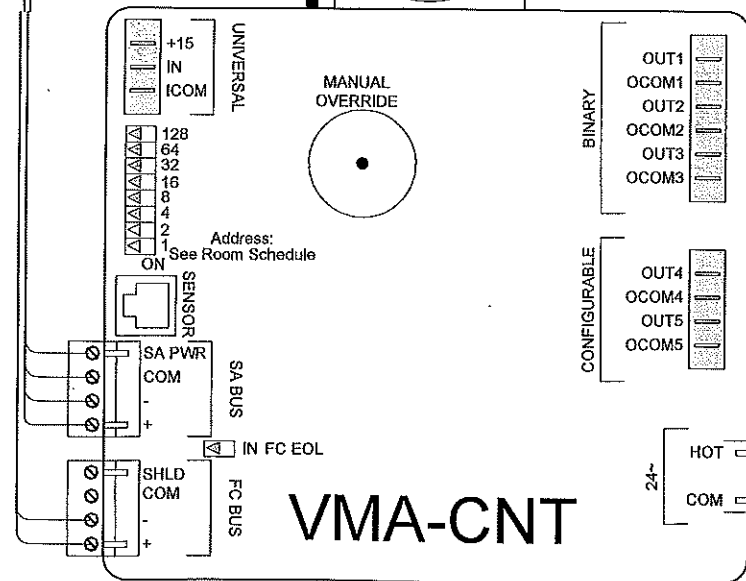 +15
IN
ICOM
UNIVERSAL
MANUAL
OVERRIDE
BINARY
OUT1
OCOM1
OUT2
OCOM2
OUT3
OCOM3
128
64
32
16
8
4
2
1
ON
Address:
See Room Schedule
SENSOR
CONFIGURABLE
OUT4
OCOM4
OUT5
OCOM5
SA PWR
COM
-
+
SA BUS
IN FC EOL
SHLD
COM
-
+
FC BUS
VMA-CNT
24~
HOT
COM